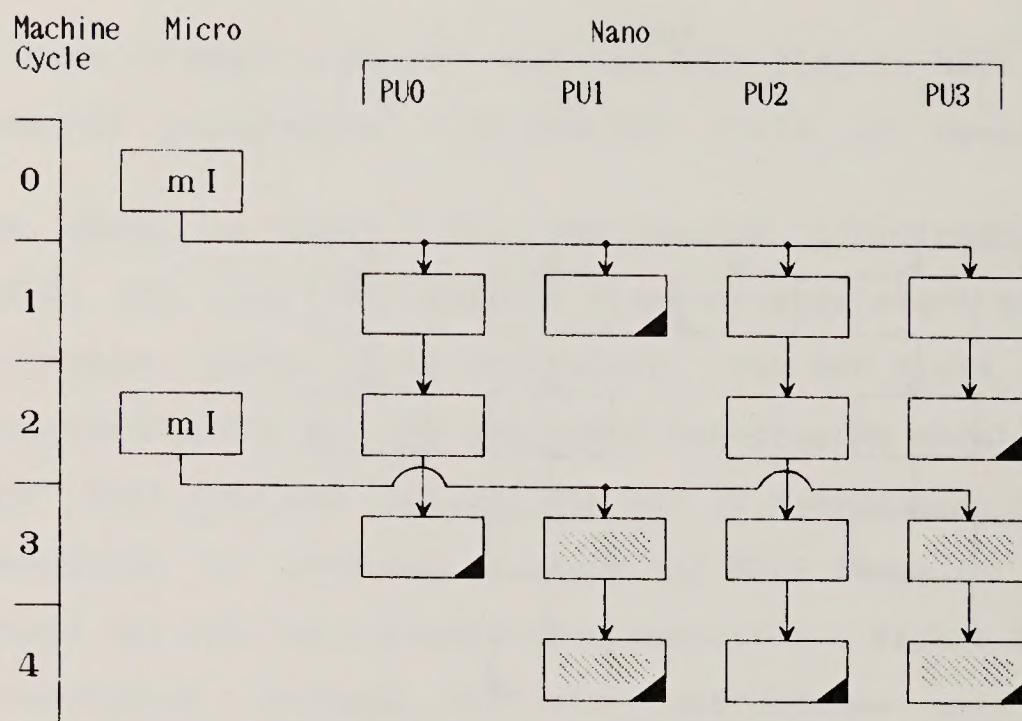 Machine Micro Nano
Cycle
PU0 PU1 PU2 PU3
0 m I
1
2 m I
3
4